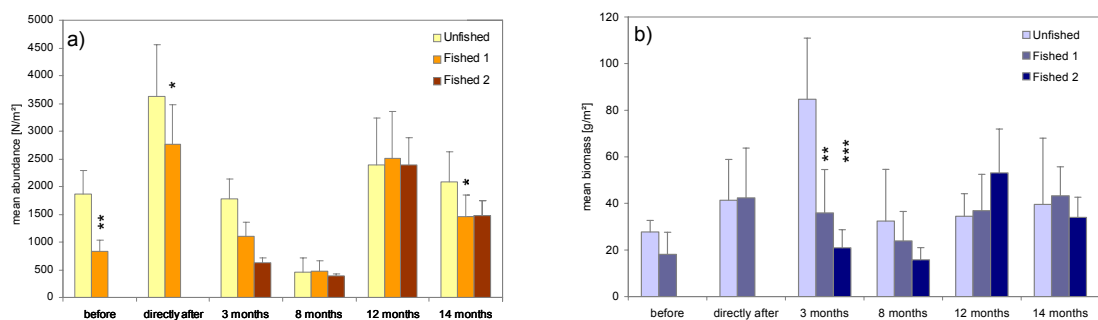 a)
Unfished
Fished 1
Fished 2
mean abundance [N/m²]
5000
4500
4000
3500
3000
2500
2000
1500
1000
500
0
**
*
*
before directly after 3 months 8 months 12 months 14 months
b)
Unfished
Fished 1
Fished 2
mean biomass [g/m²]
120
100
80
60
40
20
0
**
***
before directly after 3 months 8 months 12 months 14 months